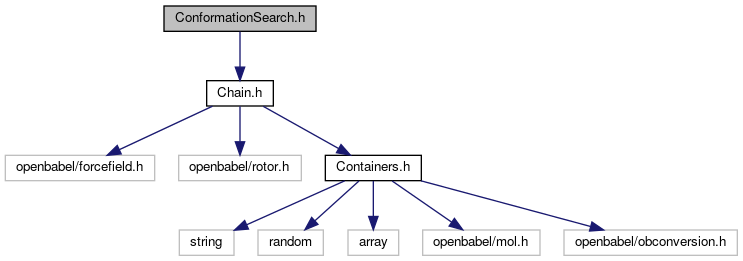 ConformationSearch.h
Chain.h
openbabel/forcefield.h
openbabel/rotor.h
Containers.h
string
random
array
openbabel/mol.h
openbabel/obconversion.h